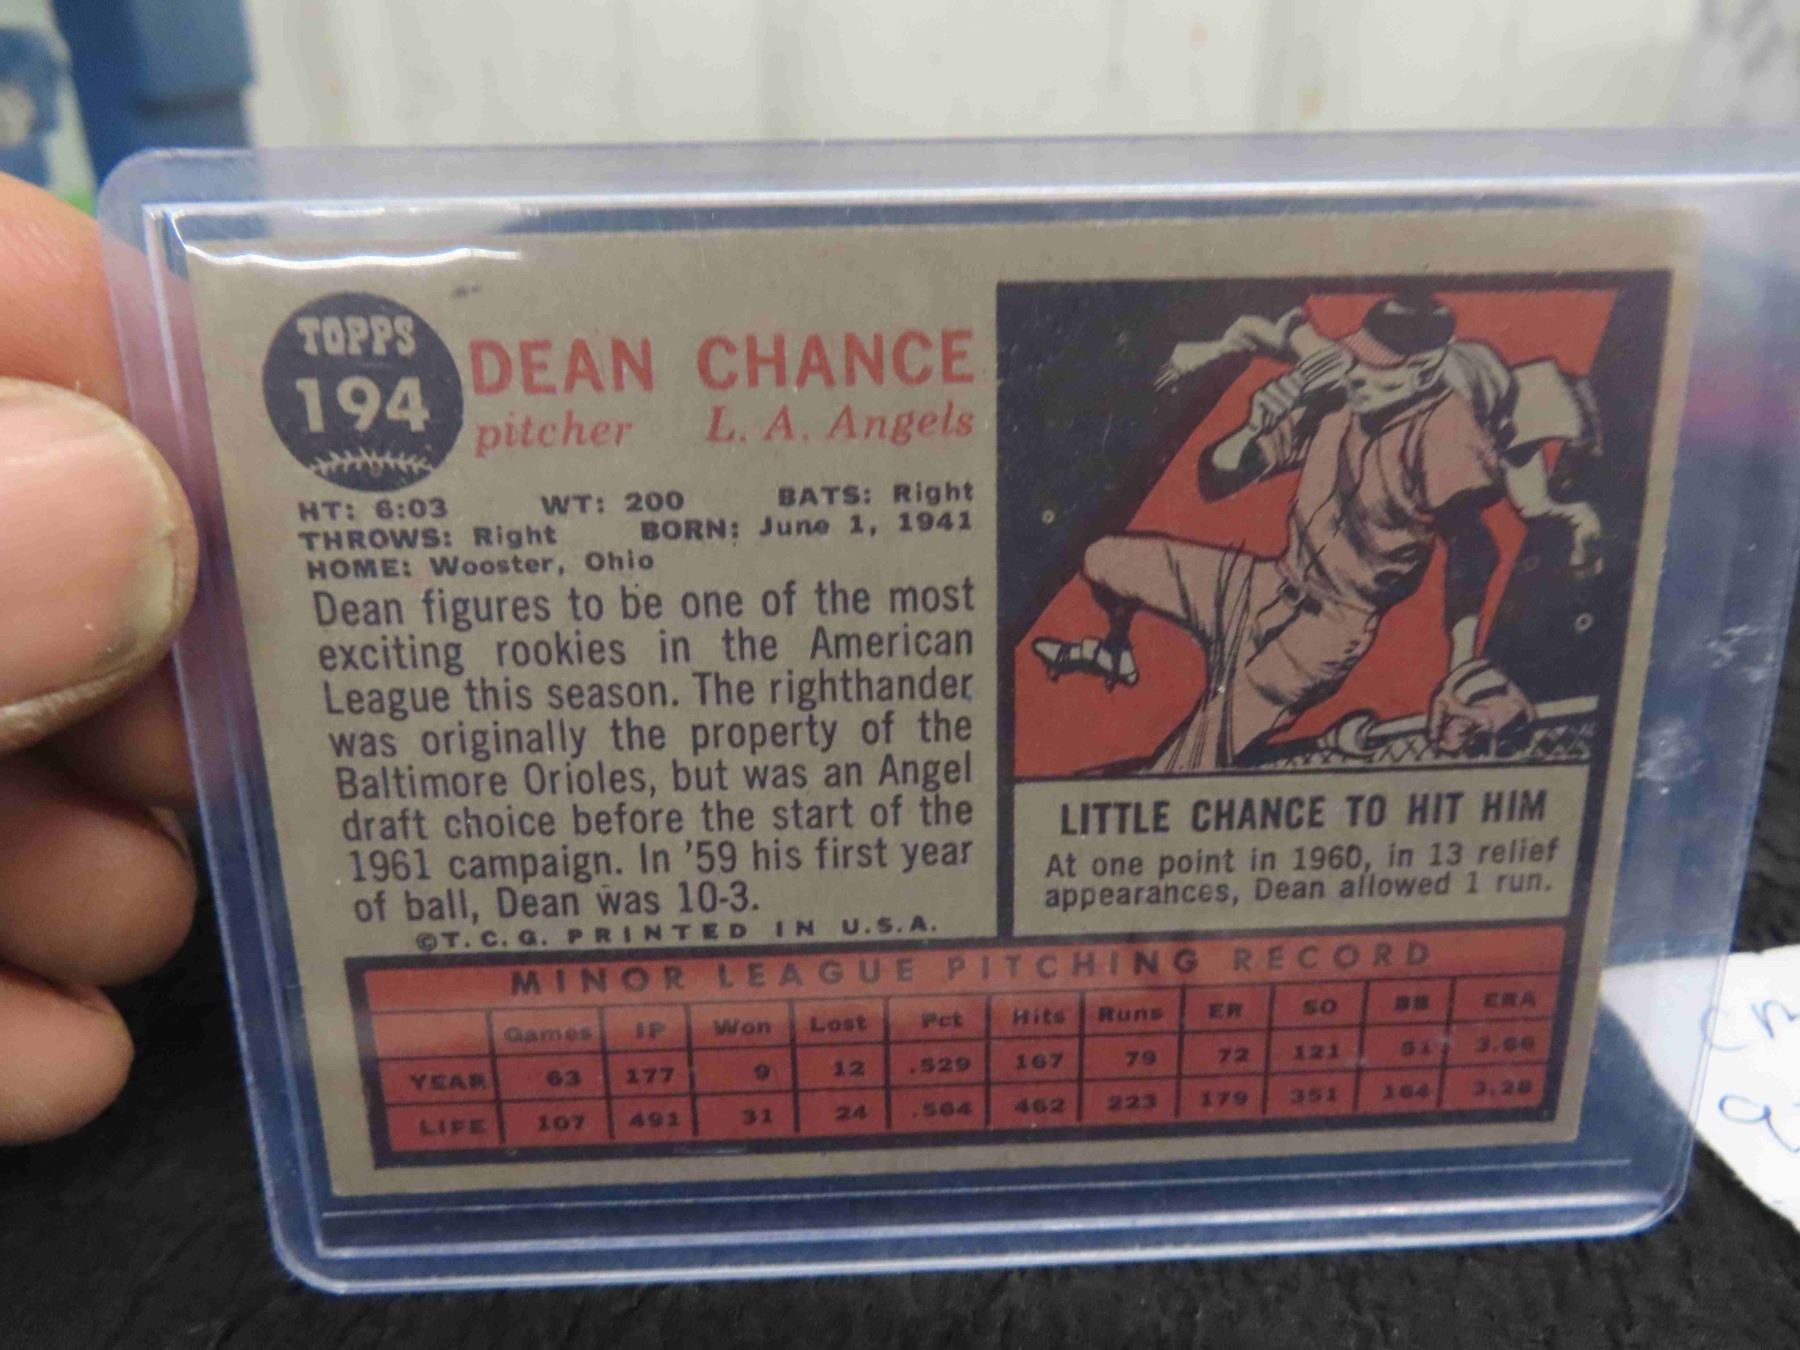 TOPPS
194
DEAN CHANCE
pitcher L. A. Angels
HT: 6:03 WT: 200 BATS: Right
THROWS: Right BORN: June 1, 1941
HOME: Wooster, Ohio
Dean figures to be one of the most
exciting rookies in the American
League this season. The righthander
was originally the property of the
Baltimore Orioles, but was an Angel
draft choice before the start of the
1961 campaign. In '59 his first year
of ball, Dean was 10-3.
©T. C. G. PRINTED IN U.S.A.
LITTLE CHANCE TO HIT HIM
At one point in 1960, in 13 relief
appearances, Dean allowed 1 run.
MINOR LEAGUE PITCHING RECORD
Games IP Won Lost Pct Hits Runs ER SO BB ERA
YEAR 63 177 9 12 .529 167 79 72 121 51 3.66
LIFE 107 491 31 24 .564 462 223 179 351 164 3.28